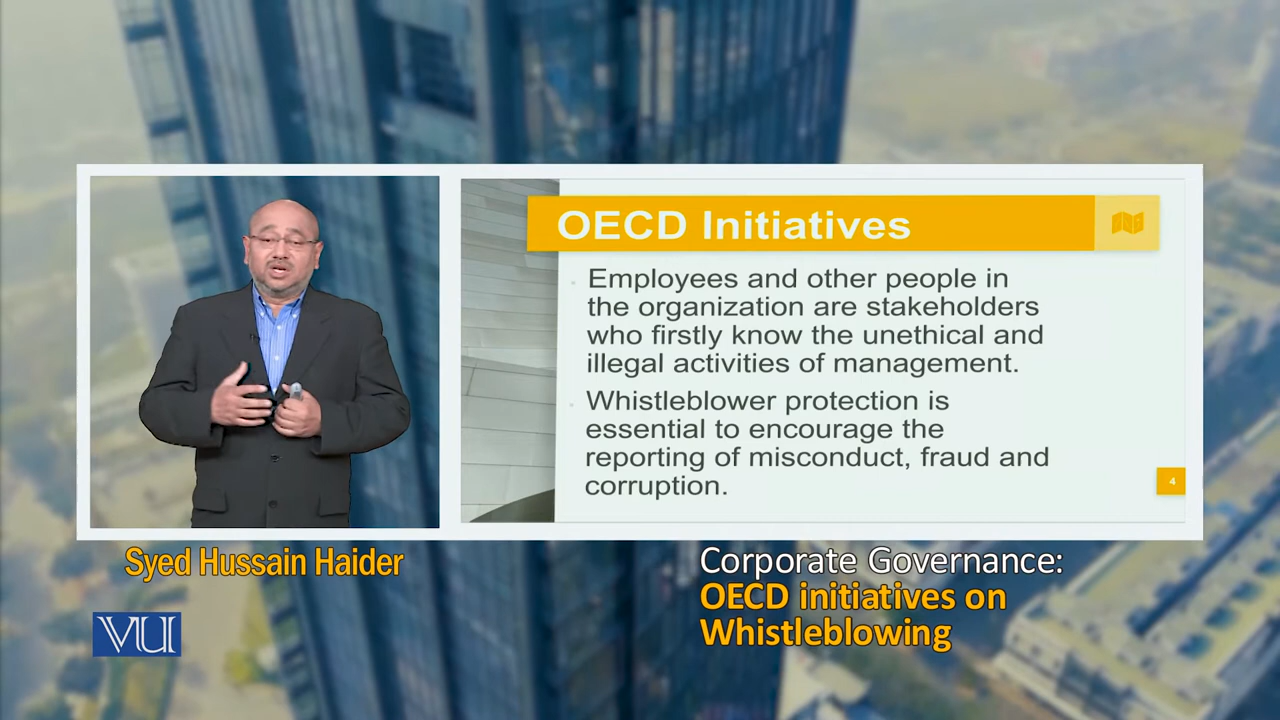 OECD Initiatives
Employees and other people in
the organization are stakeholders
who firstly know the unethical and
illegal activities of management.
Whistleblower protection is
essential to encourage the
reporting of misconduct, fraud and
corruption.
4
Syed Hussain Haider
VU
Corporate Governance:
OECD initiatives on
Whistleblowing